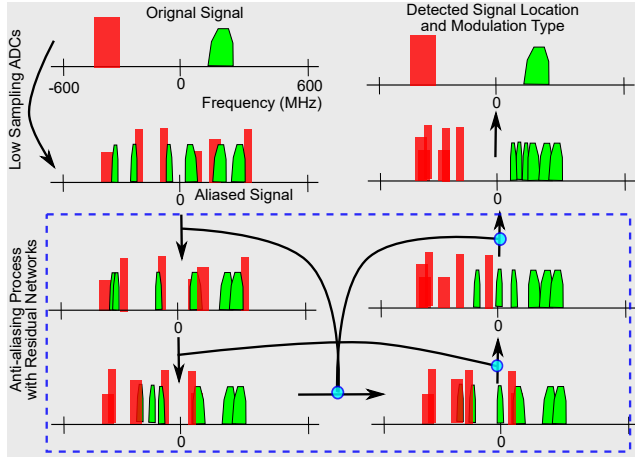 Orignal Signal
Detected Signal Location
and Modulation Type
Low Sampling ADCs
-600
0
600
Frequency (MHz)
0
0
Aliased Signal
Anti-aliasing Process
with Residual Networks
0
0
0
0